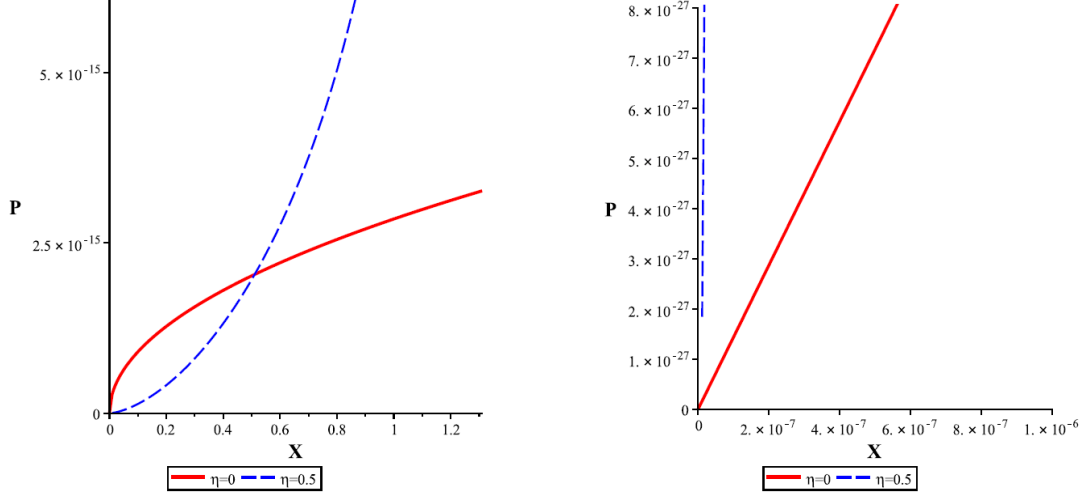 5. × 10⁻¹⁵
P
2.5 × 10⁻¹⁵
0
0 0.2 0.4 0.6 0.8 1 1.2
X
η=0 η=0.5
8. × 10⁻²⁷
7. × 10⁻²⁷
6. × 10⁻²⁷
5. × 10⁻²⁷
P
4. × 10⁻²⁷
3. × 10⁻²⁷
2. × 10⁻²⁷
1. × 10⁻²⁷
0
0 2. × 10⁻⁷ 4. × 10⁻⁷ 6. × 10⁻⁷ 8. × 10⁻⁷ 1. × 10⁻⁶
X
η=0 η=0.5